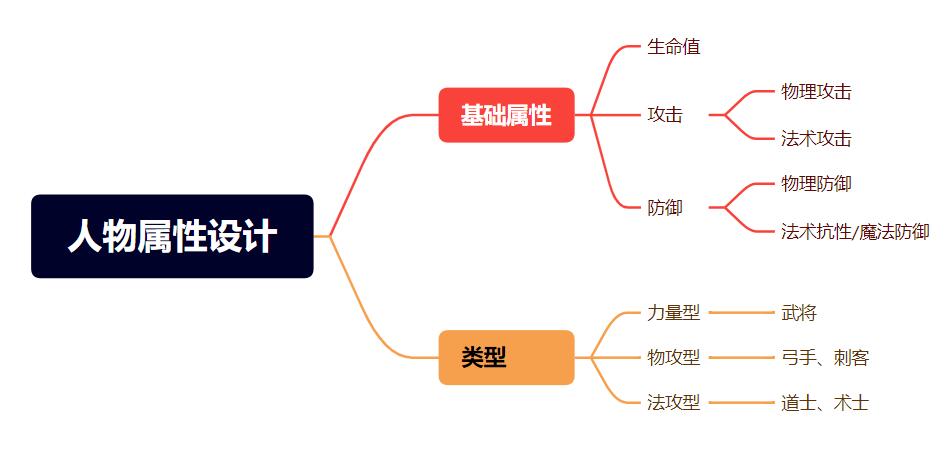 人物属性设计
基础属性
生命值
攻击
物理攻击
法术攻击
防御
物理防御
法术抗性/魔法防御
类型
力量型
武将
物攻型
弓手、刺客
法攻型
道士、术士